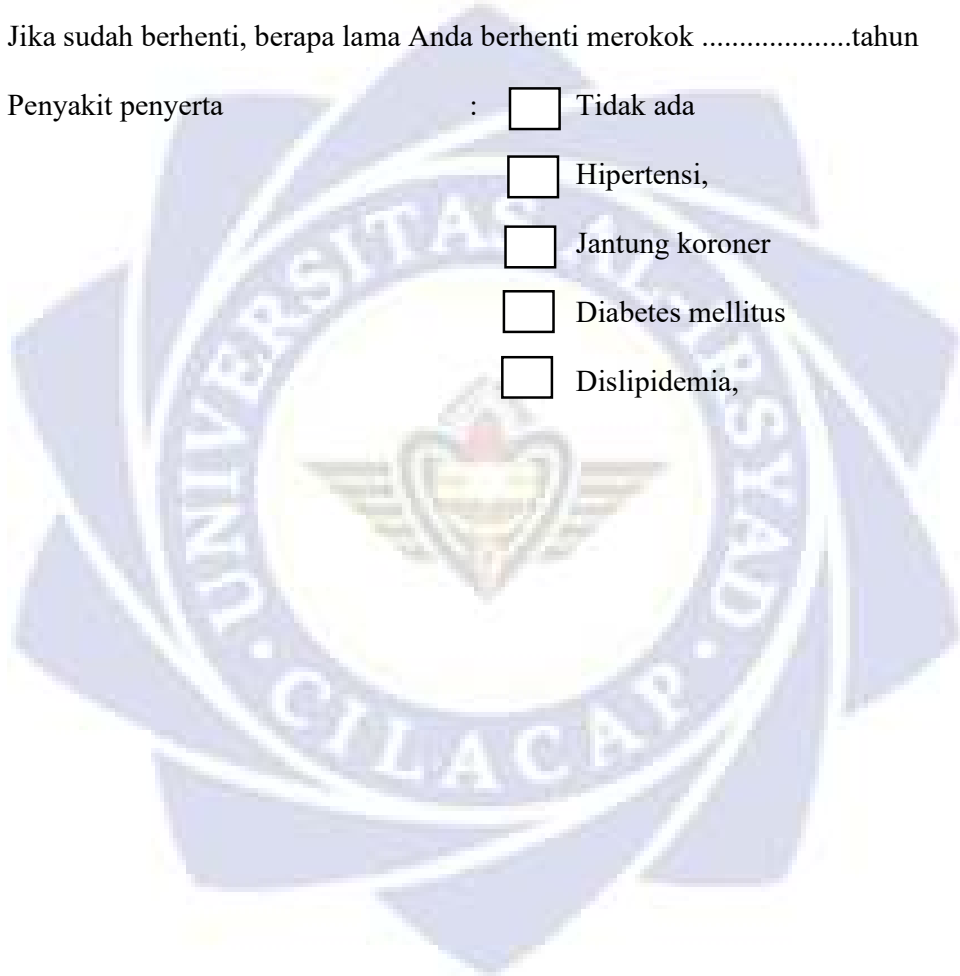 Jika sudah berhenti, berapa lama Anda berhenti merokok ....................tahun
Penyakit penyerta : Tidak ada
Hipertensi,
Jantung koroner
Diabetes mellitus
Dislipidemia,
UNIVERSITAS AL IRSYAD
CILACAP